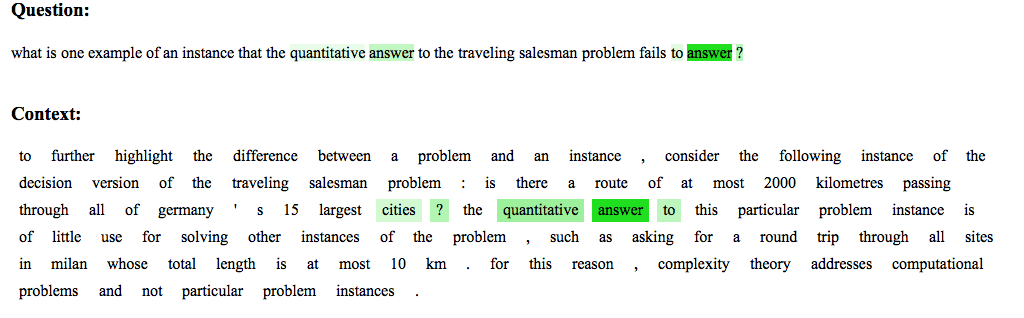 Question:
what is one example of an instance that the quantitative answer to the traveling salesman problem fails to answer ?
Context:
to further highlight the difference between a problem and an instance , consider the following instance of the
decision version of the traveling salesman problem : is there a route of at most 2000 kilometres passing
through all of germany ' s 15 largest cities ? the quantitative answer to this particular problem instance is
of little use for solving other instances of the problem , such as asking for a round trip through all sites
in milan whose total length is at most 10 km . for this reason , complexity theory addresses computational
problems and not particular problem instances .